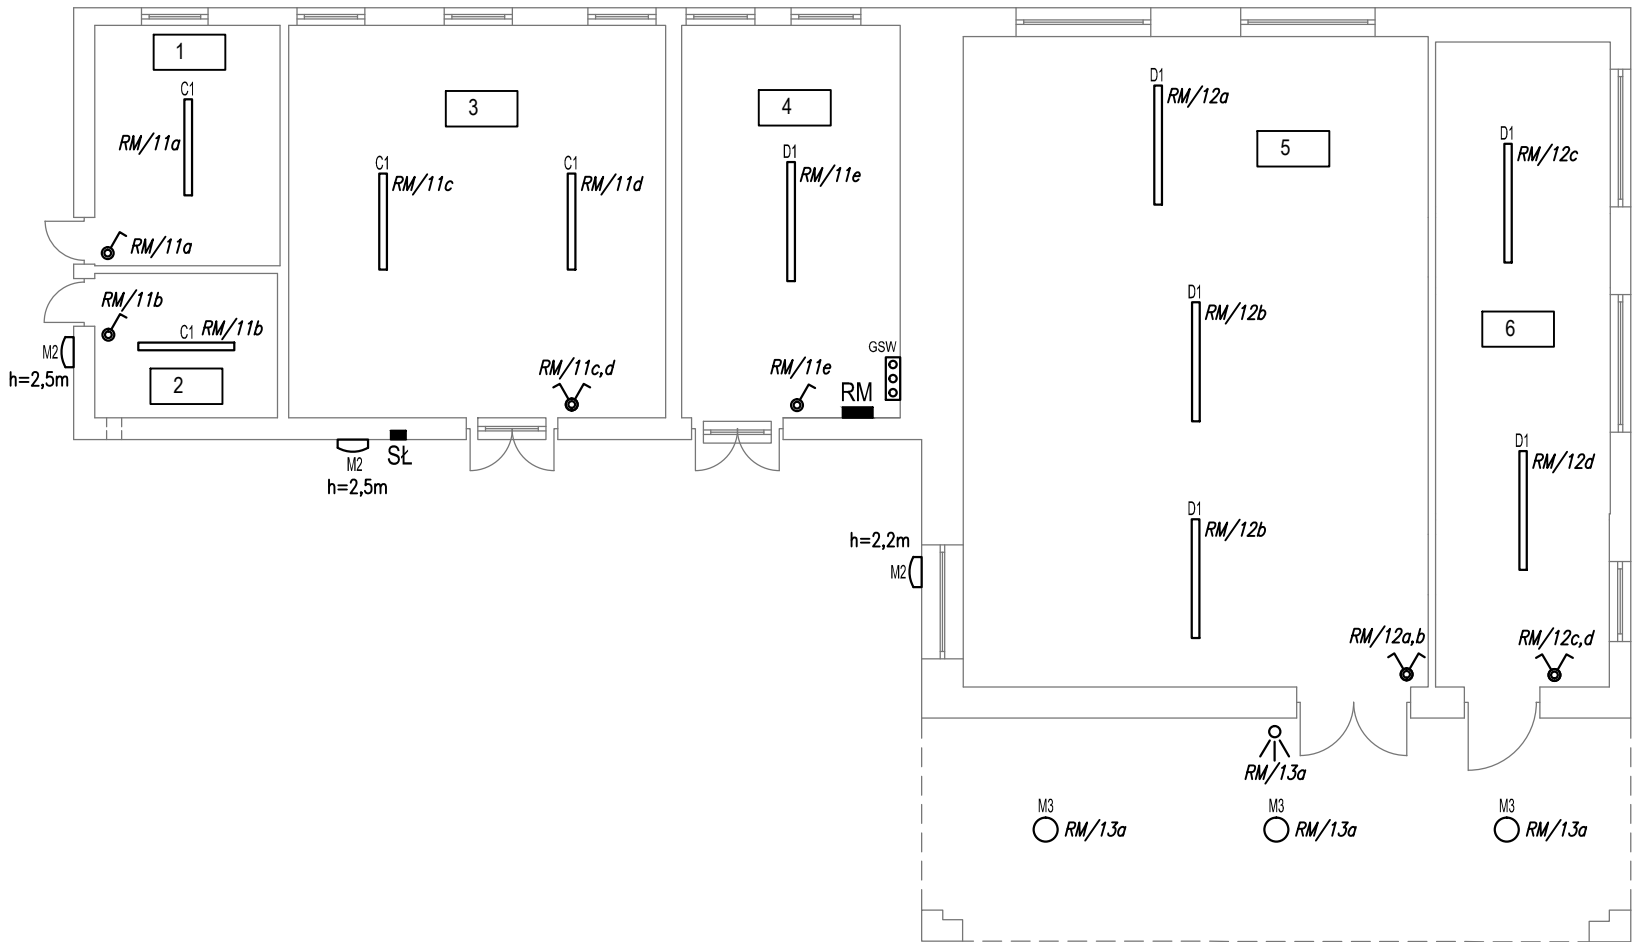 1
C1
RM/11a
RM/11a
RM/11b
C1 RM/11b
M2
h=2,5m
2
3
C1
RM/11c
C1
RM/11d
RM/11c,d
M2
h=2,5m
SŁ
4
D1
RM/11e
RM/11e
GSW
RM
h=2,2m
M2
D1
RM/12a
5
D1
RM/12b
D1
RM/12b
RM/12a,b
D1
RM/12c
6
D1
RM/12d
RM/12c,d
RM/13a
M3
RM/13a
M3
RM/13a
M3
RM/13a